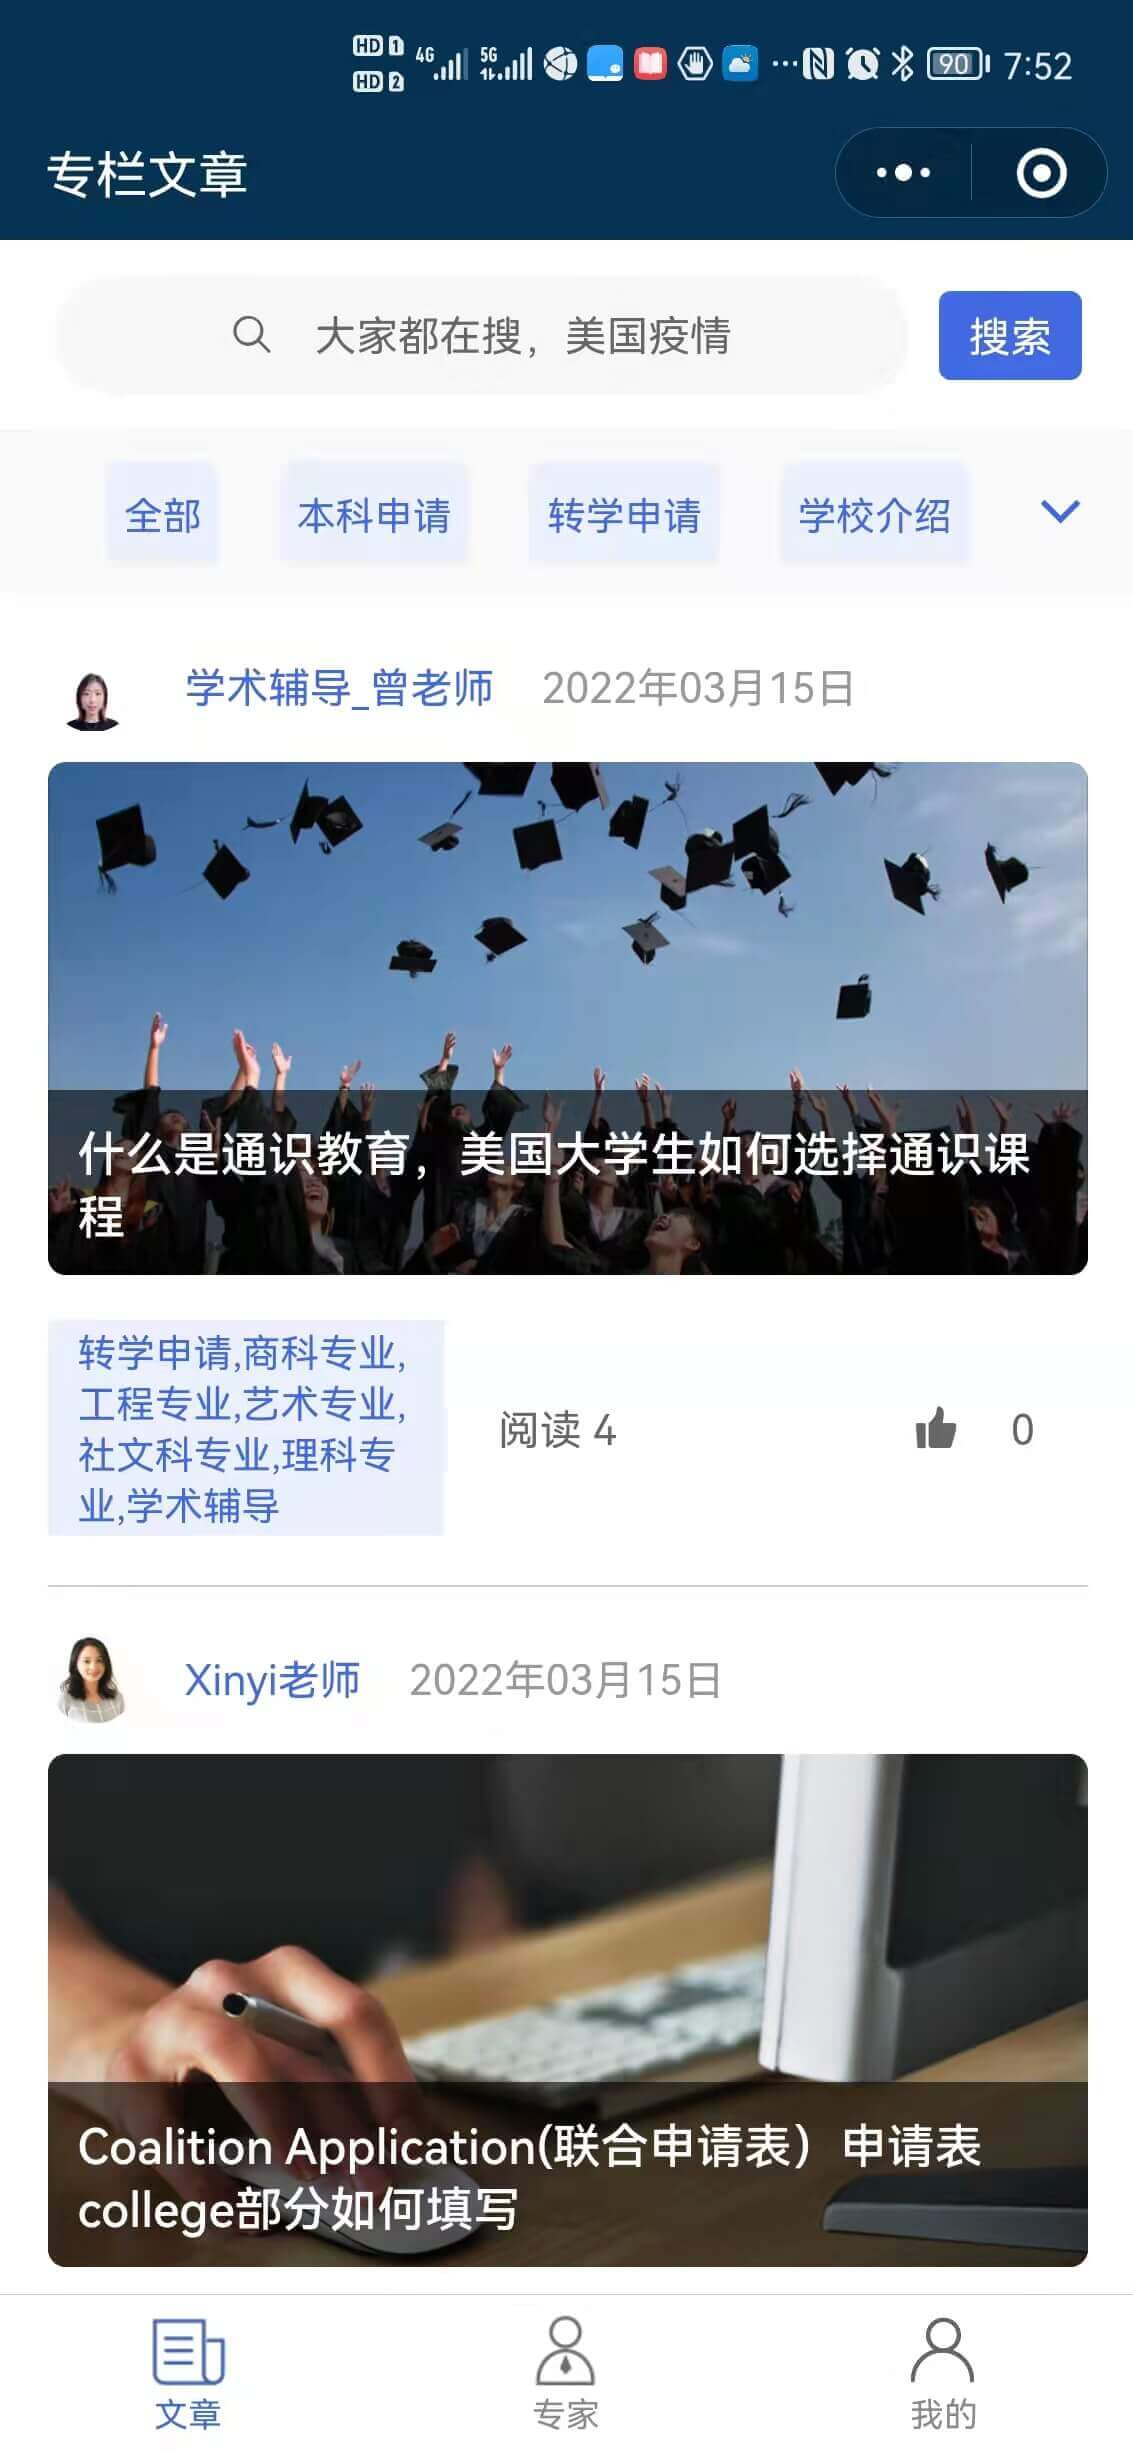 HD 1 4G 5G 90 7:52
HD 2
专栏文章
大家都在搜，美国疫情 搜索
全部 本科申请 转学申请 学校介绍
学术辅导_曾老师 2022年03月15日
什么是通识教育，美国大学生如何选择通识课
程
转学申请,商科专业,
工程专业,艺术专业,
社文科专业,理科专
业,学术辅导
阅读 4 0
Xinyi老师 2022年03月15日
Coalition Application(联合申请表）申请表
college部分如何填写
文章 专家 我的